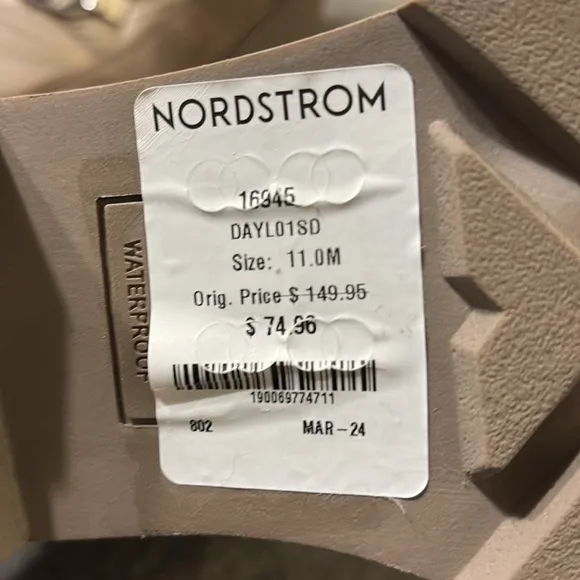 NORDSTROM
16945
DAYL01SD
Size: 11.0M
Orig. Price $ 149.95
$ 74.96
190069774711
802 MAR-24
WATERPROOF